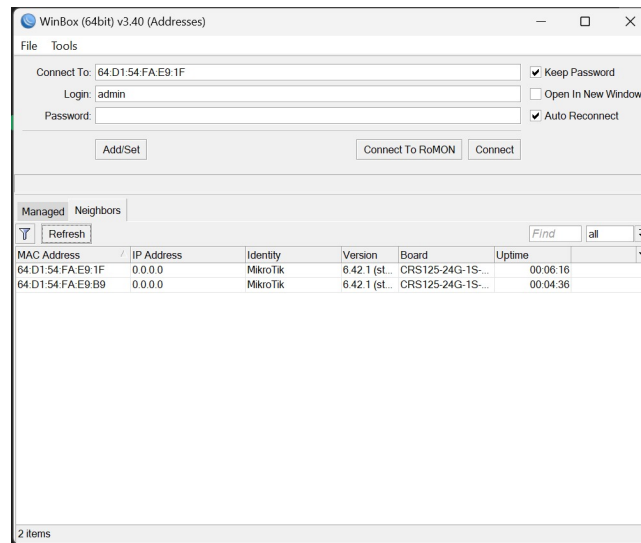 WinBox (64bit) v3.40 (Addresses)
File Tools
Connect To: 64:D1:54:FA:E9:1F Keep Password
Login: admin Open In New Window
Password: Auto Reconnect
Add/Set Connect To RoMON Connect
Managed Neighbors
Refresh Find all
MAC Address IP Address Identity Version Board Uptime
64:D1:54:FA:E9:1F 0.0.0.0 MikroTik 6.42.1 (st... CRS125-24G-1S-... 00:06:16
64:D1:54:FA:E9:B9 0.0.0.0 MikroTik 6.42.1 (st... CRS125-24G-1S-... 00:04:36
2 items